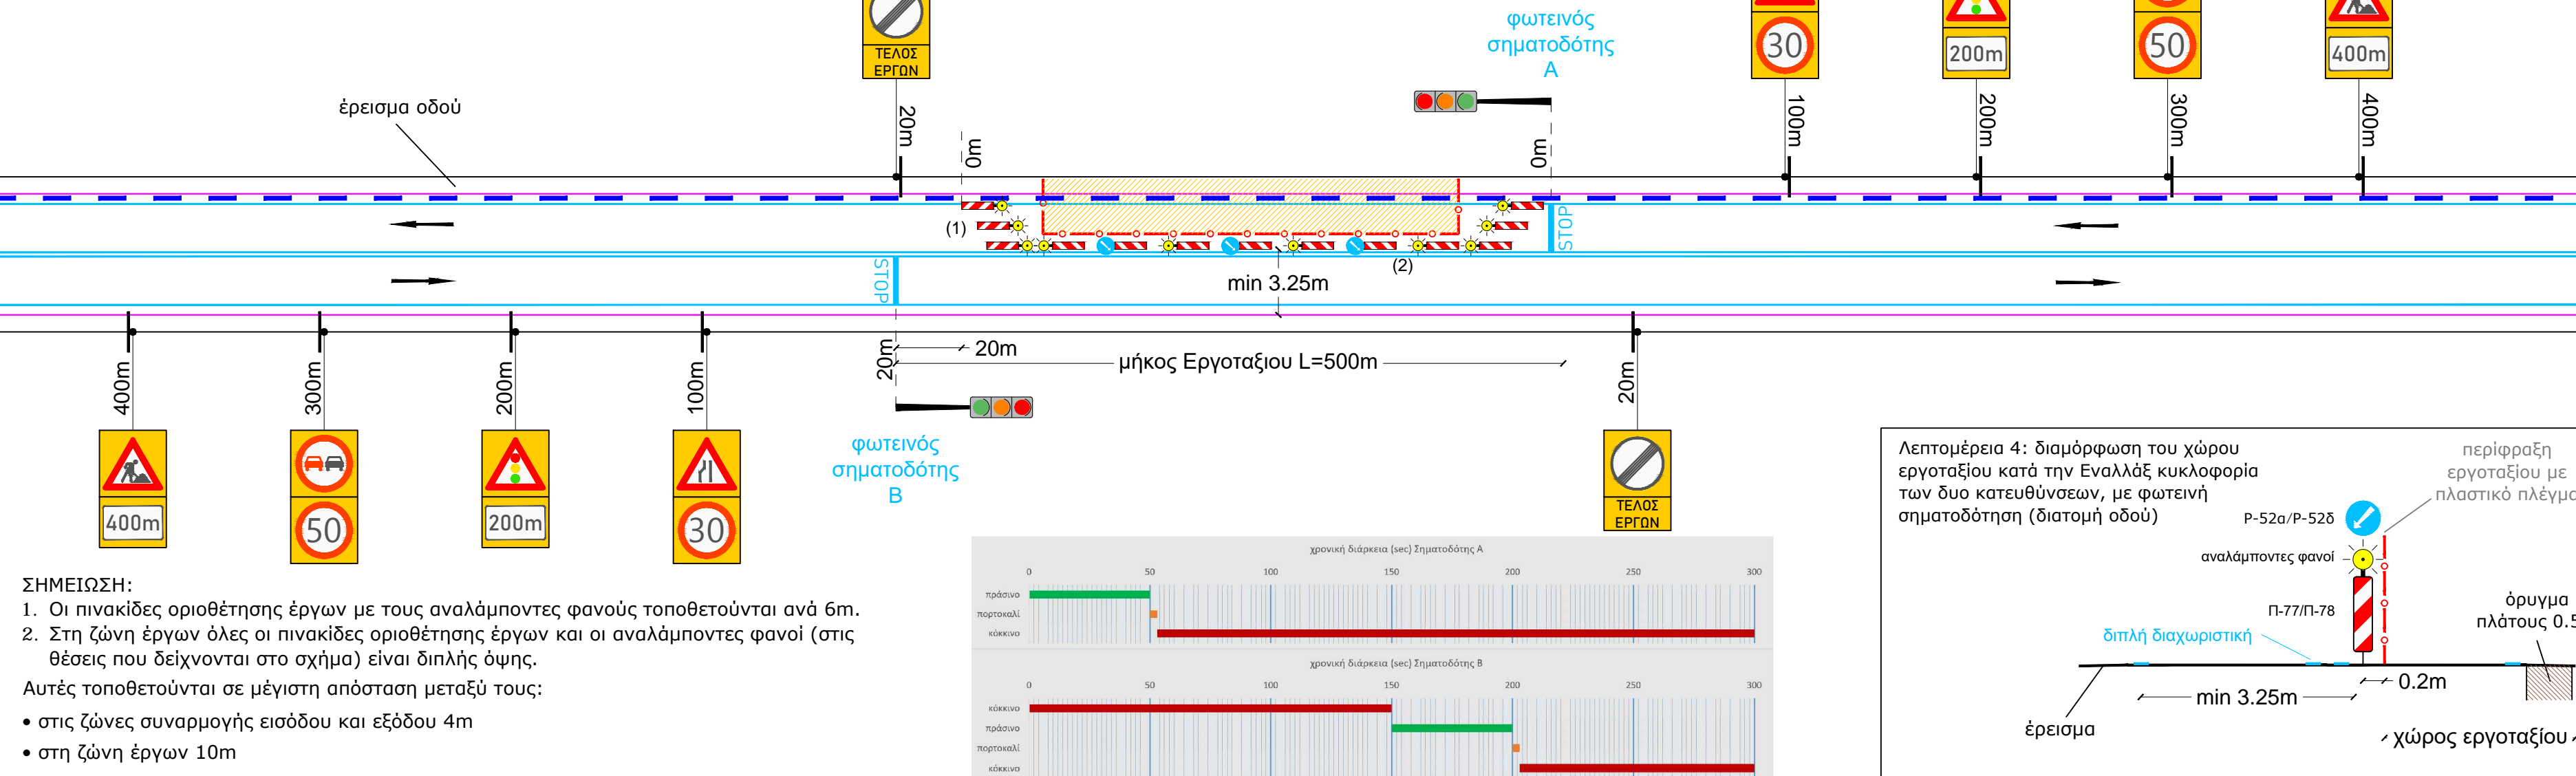 ΤΕΛΟΣ
ΕΡΓΩΝ
φωτεινός
σηματοδότης
Α
30
200m
50
400m
έρεισμα οδού
20m
0m
0m
100m
200m
300m
400m
(1)
STOP
STOP
(2)
min 3.25m
20m
20m
μήκος Εργοταξιου L=500m
400m
300m
200m
100m
20m
φωτεινός
σηματοδότης
Β
400m
50
200m
30
ΤΕΛΟΣ
ΕΡΓΩΝ
ΣΗΜΕΙΩΣΗ:
1. Οι πινακίδες οριοθέτησης έργων με τους αναλάμποντες φανούς τοποθετούνται ανά 6m.
2. Στη ζώνη έργων όλες οι πινακίδες οριοθέτησης έργων και οι αναλάμποντες φανοί (στις
θέσεις που δείχνονται στο σχήμα) είναι διπλής όψης.
Αυτές τοποθετούνται σε μέγιστη απόσταση μεταξύ τους:
• στις ζώνες συναρμογής εισόδου και εξόδου 4m
• στη ζώνη έργων 10m
χρονική διάρκεια (sec) Σηματοδότης Α
0 50 100 150 200 250 300
πράσινο
πορτοκαλί
κόκκινο
χρονική διάρκεια (sec) Σηματοδότης Β
0 50 100 150 200 250 300
κόκκινο
πράσινο
πορτοκαλί
κόκκινο
Λεπτομέρεια 4: διαμόρφωση του χώρου
εργοταξίου κατά την Εναλλάξ κυκλοφορία
των δυο κατευθύνσεων, με φωτεινή
σηματοδότηση (διατομή οδού)
περίφραξη
εργοταξίου με
πλαστικό πλέγμα
Ρ-52α/Ρ-52δ
αναλάμποντες φανοί
Π-77/Π-78
διπλή διαχωριστική
όρυγμα
πλάτους 0.5
0.2m
min 3.25m
έρεισμα
χώρος εργοταξίου